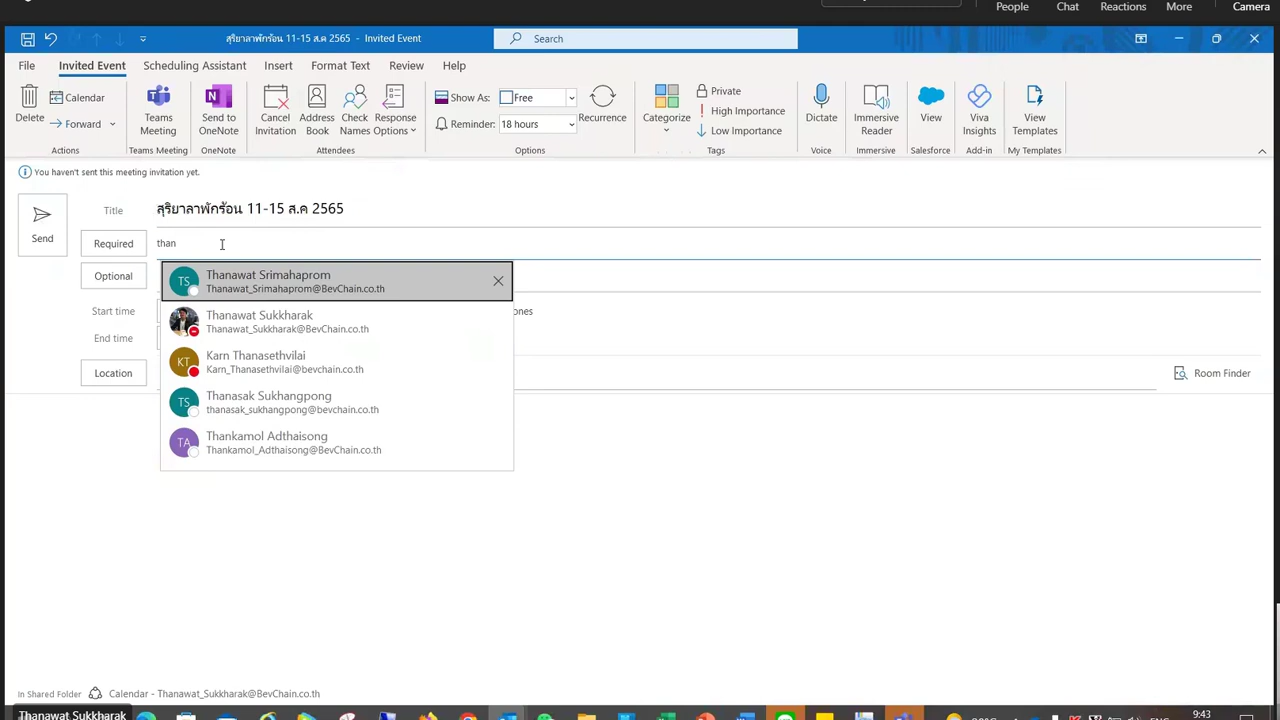 People Chat Reactions More Camera
สุริยาลาพักร้อน 11-15 ส.ค 2565 - Invited Event
Search
File Invited Event Scheduling Assistant Insert Format Text Review Help
Delete
Calendar
Forward
Actions
Teams Meeting
Teams Meeting
Send to OneNote
OneNote
Cancel Invitation
Address Book
Check Names
Response Options
Attendees
Show As: Free
Reminder: 18 hours
Recurrence
Options
Categorize
Private
High Importance
Low Importance
Tags
Dictate
Voice
Immersive Reader
Immersive
View
Salesforce
Viva Insights
Add-in
View Templates
My Templates
You haven't sent this meeting invitation yet.
Send
Title สุริยาลาพักร้อน 11-15 ส.ค 2565
Required than
Optional
TS Thanawat Srimahaprom
Thanawat_Srimahaprom@BevChain.co.th
Start time
Thanawat Sukkharak
Thanawat_Sukkharak@BevChain.co.th
End time
KT Karn Thanasethvilai
Karn_Thanasethvilai@bevchain.co.th
Location
Room Finder
TS Thanasak Sukhangpong
thanasak_sukhangpong@bevchain.co.th
TA Thankamol Adthaisong
Thankamol_Adthaisong@BevChain.co.th
In Shared Folder Calendar - Thanawat_Sukkharak@BevChain.co.th
Thanawat Sukkharak
9:43